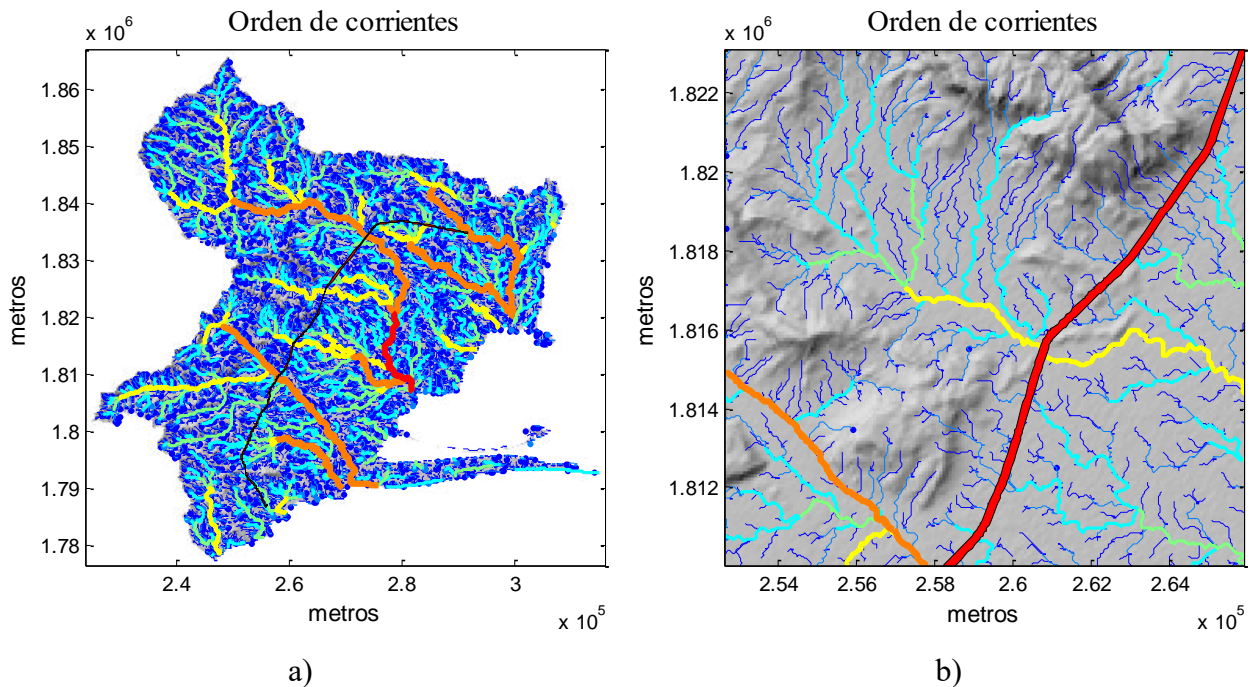 Orden de corrientes
x 10^6
1.86
1.85
1.84
1.83
1.82
1.81
1.8
1.79
1.78
metros
2.4
2.6
2.8
3
metros
x 10^5
a)
Orden de corrientes
x 10^6
1.822
1.82
1.818
1.816
1.814
1.812
metros
2.54
2.56
2.58
2.6
2.62
2.64
metros
x 10^5
b)